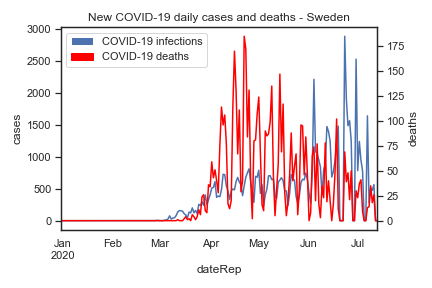 New COVID-19 daily cases and deaths - Sweden
COVID-19 infections
COVID-19 deaths
3000
2500
2000
1500
1000
500
0
cases
175
150
125
100
75
50
25
0
deaths
Jan
2020
Feb
Mar
Apr
May
Jun
Jul
dateRep